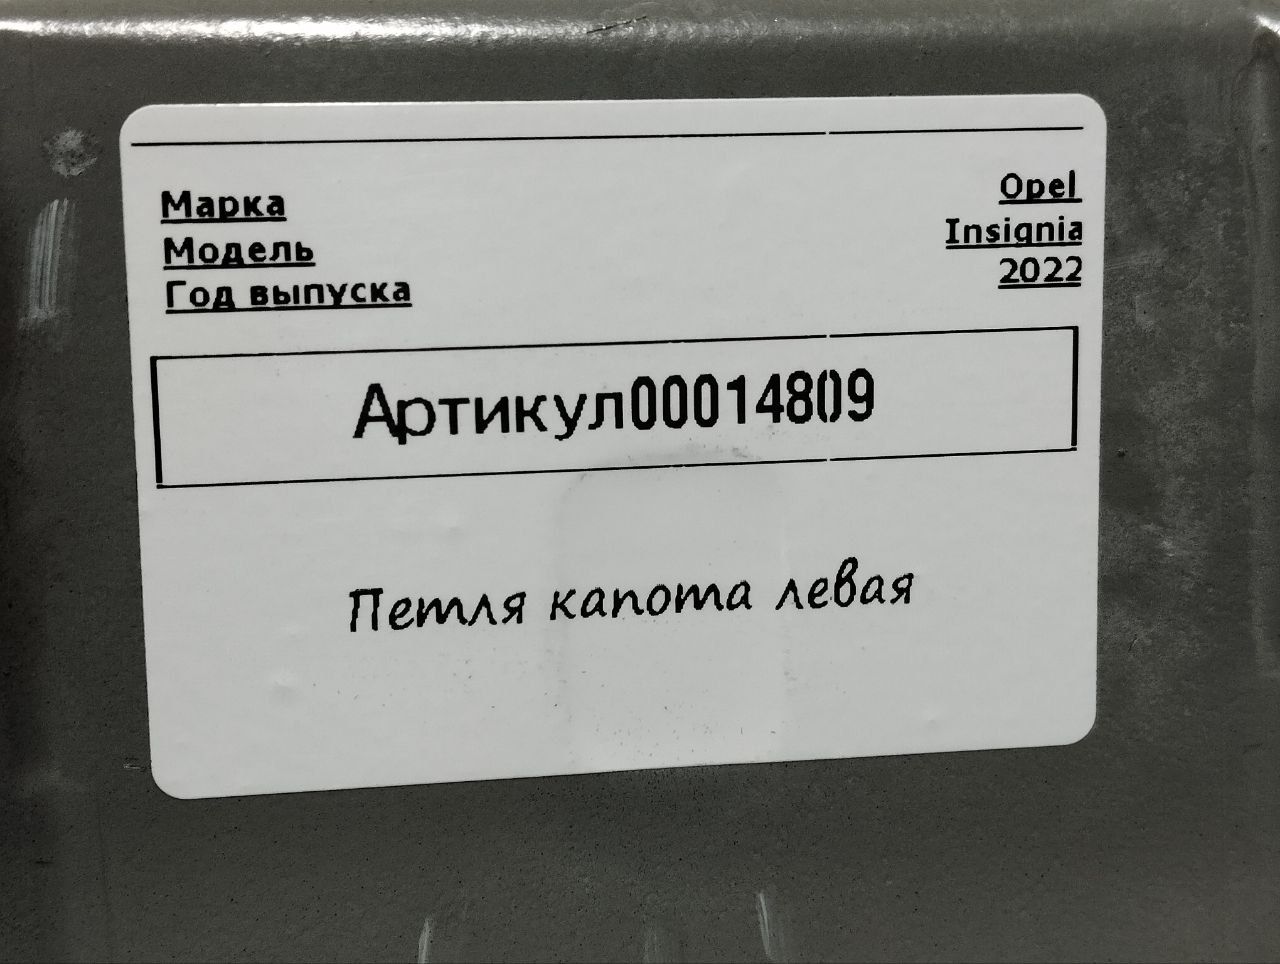 Марка Opel
Модель Insignia
Год выпуска 2022
Артикул00014809
Петля капота левая